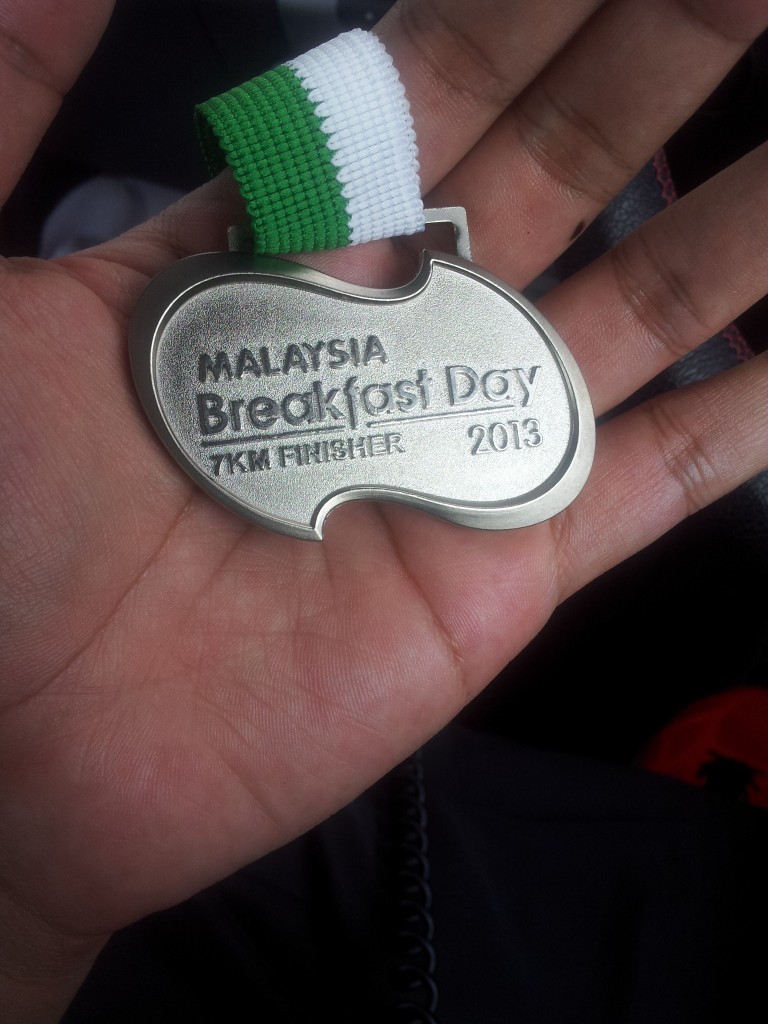 MALAYSIA
Breakfast Day
7KM FINISHER 2013